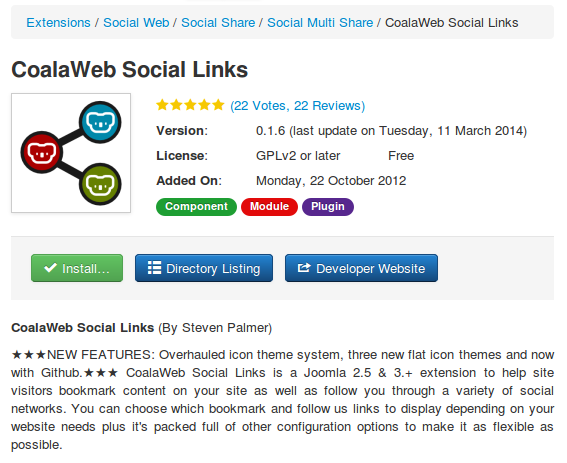 Extensions / Social Web / Social Share / Social Multi Share / CoalaWeb Social Links
CoalaWeb Social Links
(22 Votes, 22 Reviews)
Version: 0.1.6 (last update on Tuesday, 11 March 2014)
License: GPLv2 or later Free
Added On: Monday, 22 October 2012
Component Module Plugin
Install... Directory Listing Developer Website
CoalaWeb Social Links (By Steven Palmer)
★★★NEW FEATURES: Overhauled icon theme system, three new flat icon themes and now
with Github.★★★ CoalaWeb Social Links is a Joomla 2.5 & 3.+ extension to help site
visitors bookmark content on your site as well as follow you through a variety of social
networks. You can choose which bookmark and follow us links to display depending on your
website needs plus it's packed full of other configuration options to make it as flexible as
possible.